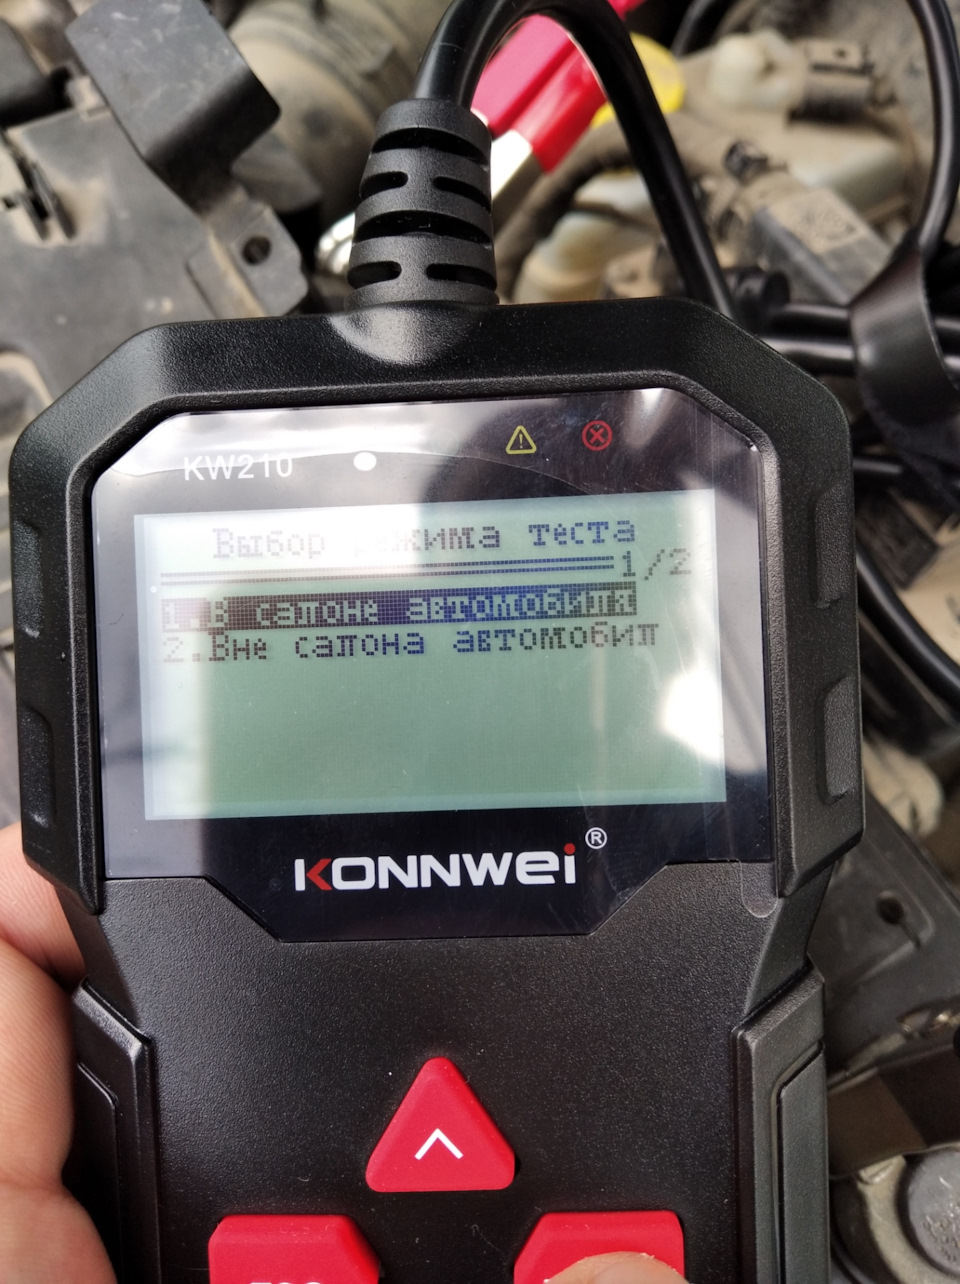 KW210
Выбор режима теста
1/2
1.В салоне автомобиля
2.Вне салона автомобил
KONNWEI®